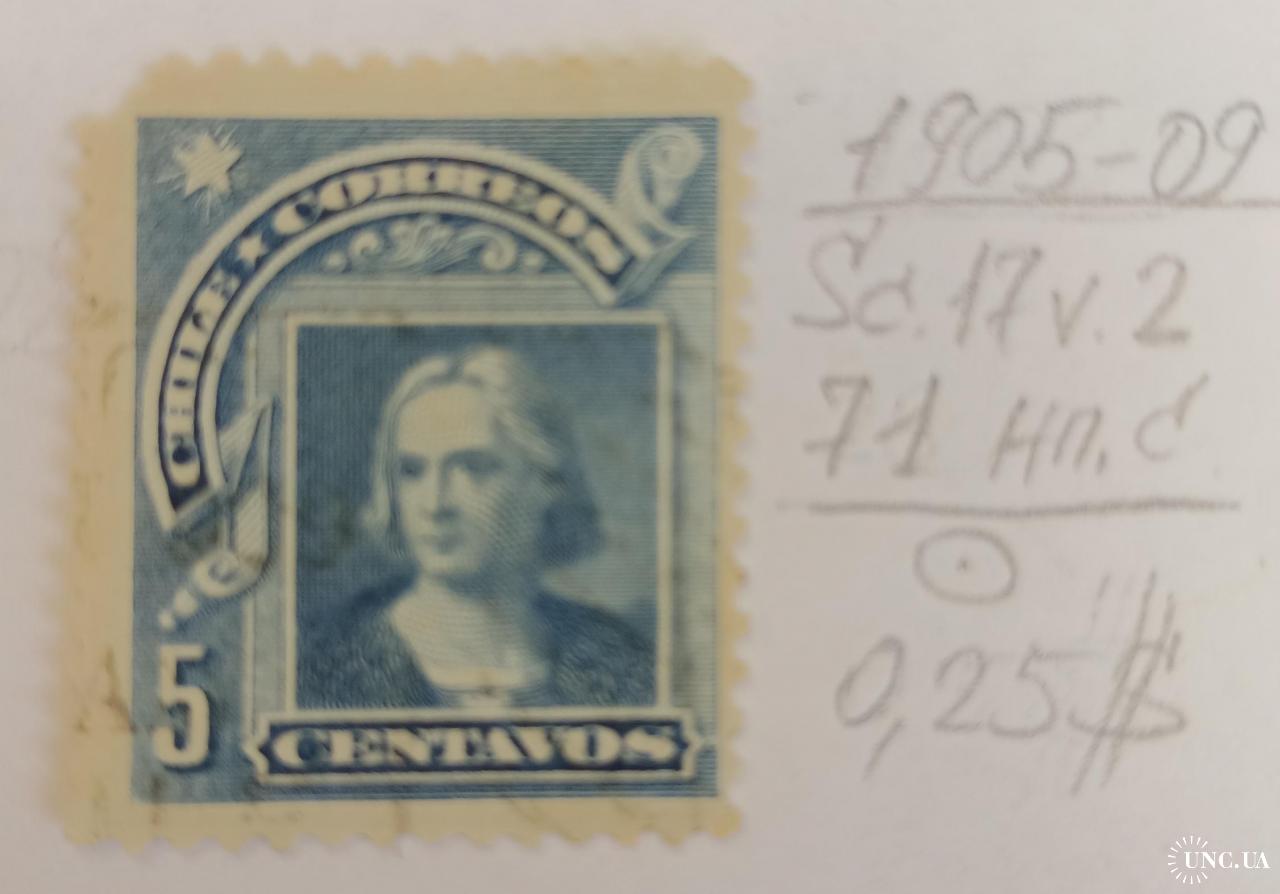 CHILE ★ CORREOS
5
CENTAVOS
1905-09
Sc. 17 v. 2
71 нп. с
0,25 $
UNC.UA